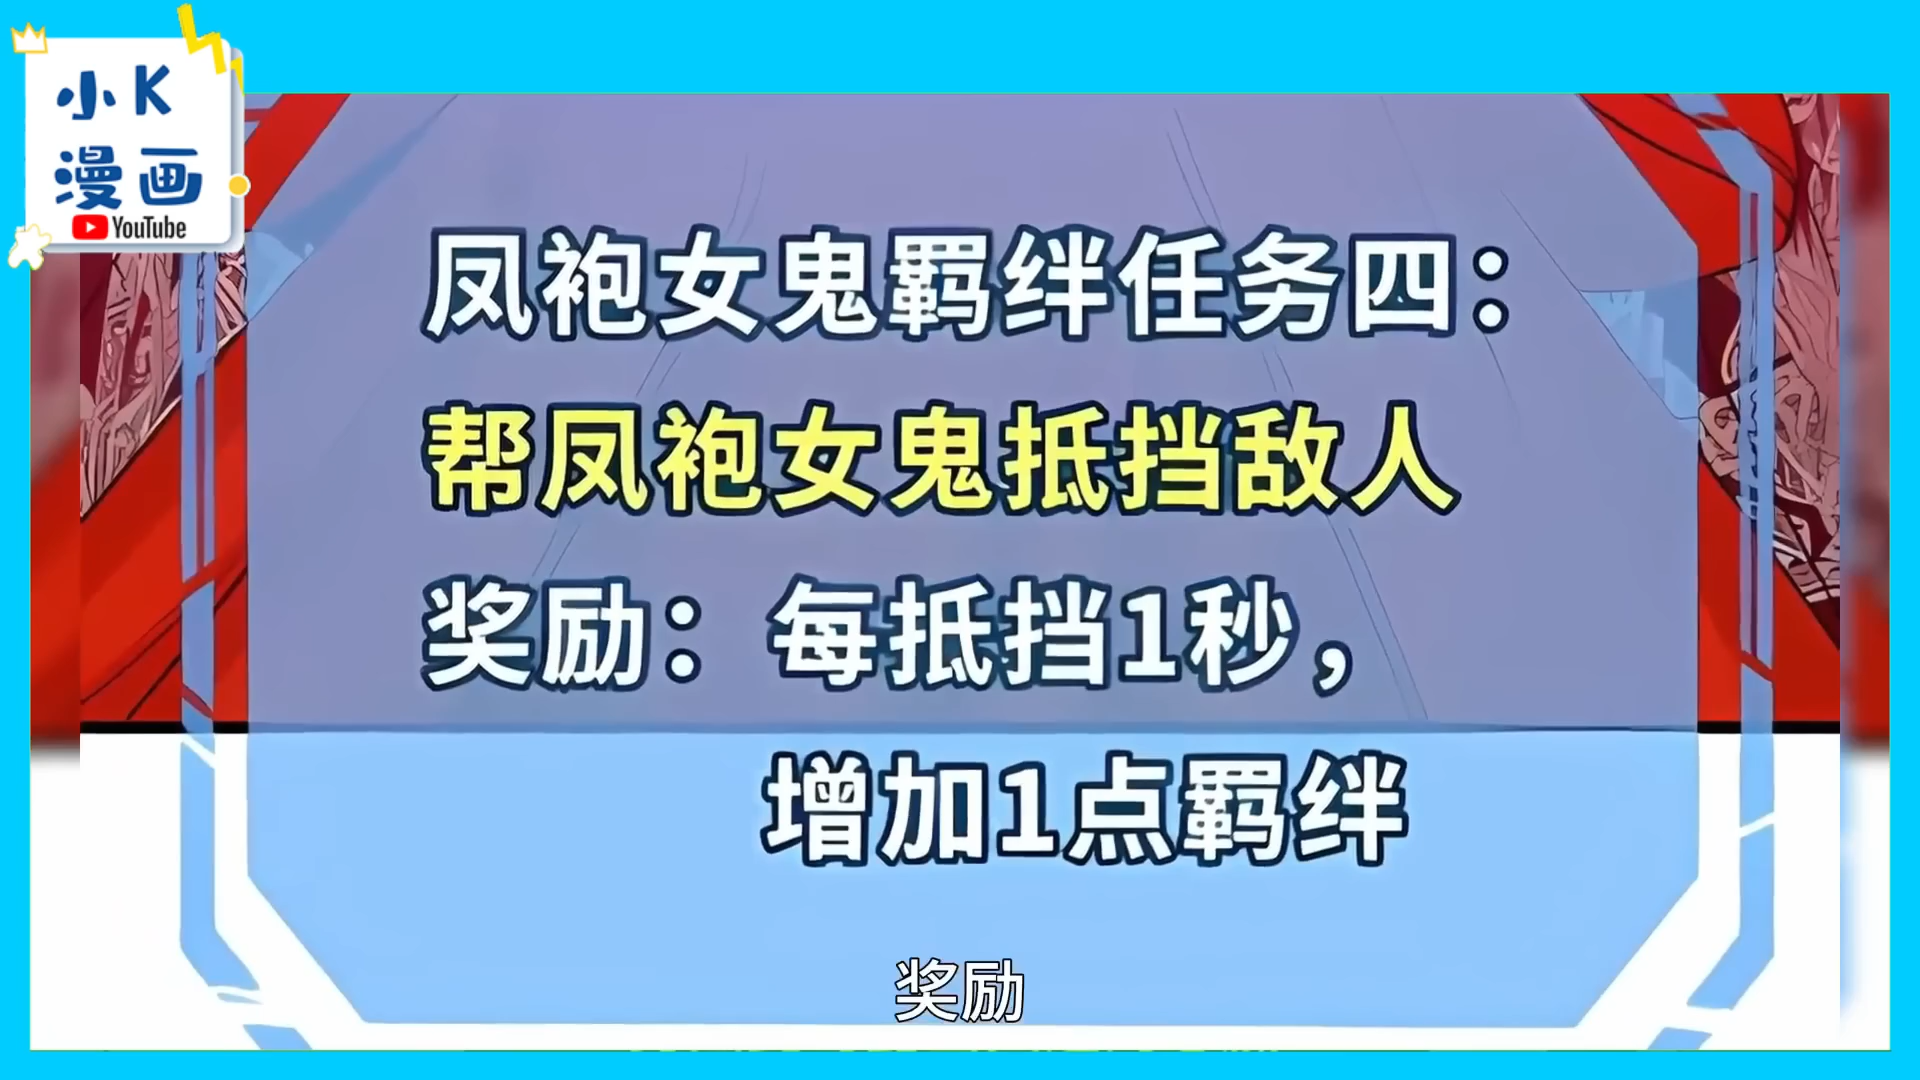 小K
漫画
YouTube
凤袍女鬼羁绊任务四：
帮凤袍女鬼抵挡敌人
奖励：每抵挡1秒，
增加1点羁绊
奖励